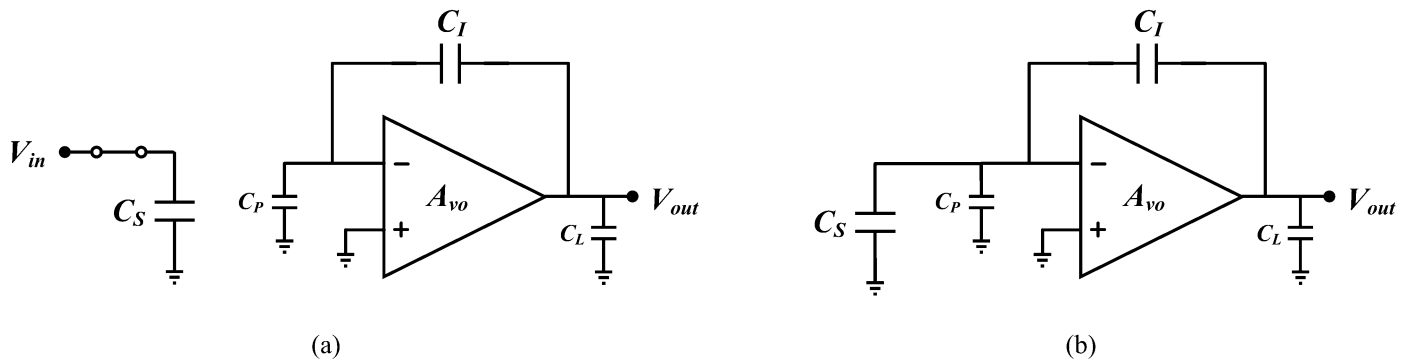 C_I
V_in
C_S
C_P
−
A_vo
+
C_L
V_out
(a)
C_I
C_S
C_P
−
A_vo
+
C_L
V_out
(b)